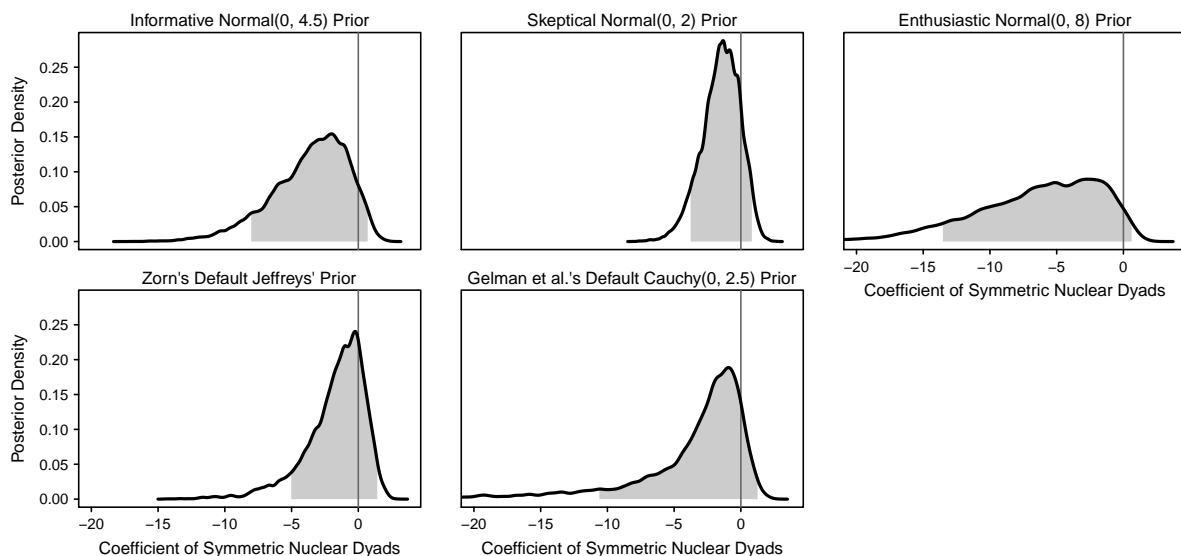 Informative Normal(0, 4.5) Prior
Skeptical Normal(0, 2) Prior
Enthusiastic Normal(0, 8) Prior
Posterior Density
0.25
0.20
0.15
0.10
0.05
0.00
−20 −15 −10 −5 0
Coefficient of Symmetric Nuclear Dyads
Zorn's Default Jeffreys' Prior
Gelman et al.'s Default Cauchy(0, 2.5) Prior
Posterior Density
0.25
0.20
0.15
0.10
0.05
0.00
−20 −15 −10 −5 0
−20 −15 −10 −5 0
Coefficient of Symmetric Nuclear Dyads
Coefficient of Symmetric Nuclear Dyads